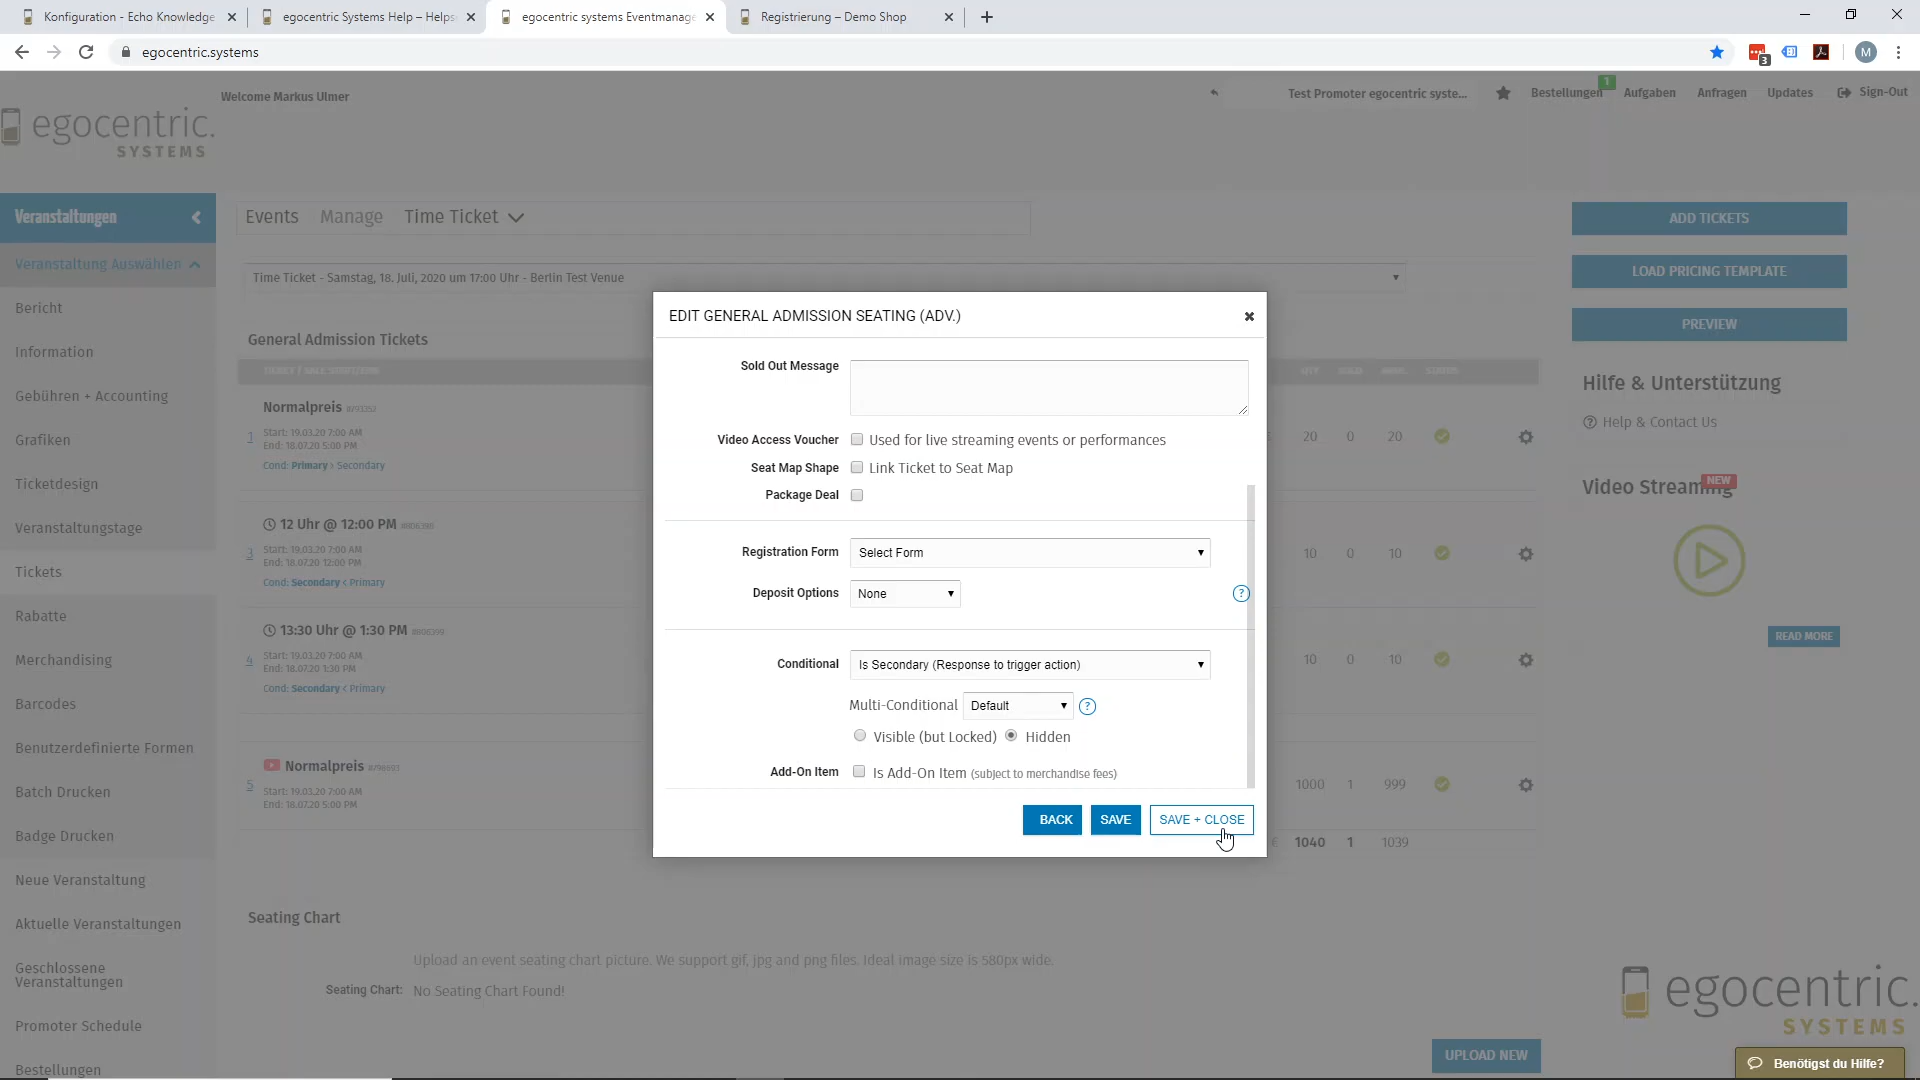 Konfiguration - Echo Knowledge
egocentric Systems Help – Helps
egocentric systems Eventmanage
Registrierung – Demo Shop
egocentric.systems
3
M
egocentric.
SYSTEMS
Welcome Markus Ulmer
Test Promoter egocentric syste...
Bestellungen
1
Aufgaben
Anfragen
Updates
Sign-Out
Veranstaltungen
Veranstaltung Auswählen
Bericht
Information
Gebühren + Accounting
Grafiken
Ticketdesign
Veranstaltungstage
Tickets
Rabatte
Merchandising
Barcodes
Benutzerdefinierte Formen
Batch Drucken
Badge Drucken
Neue Veranstaltung
Aktuelle Veranstaltungen
Geschlossene
Veranstaltungen
Promoter Schedule
Bestellungen
Events Manage Time Ticket
Time Ticket - Samstag, 18. Juli, 2020 um 17:00 Uhr - Berlin Test Venue
General Admission Tickets
QTY SOLD AVAIL STATUS
Normalpreis
1
Start: 19.03.20 7:00 AM
End: 18.07.20 5:00 PM
Cond: Primary > Secondary
20 0 20
12 Uhr @ 12:00 PM
3
Start: 19.03.20 7:00 AM
End: 18.07.20 12:00 PM
Cond: Secondary < Primary
10 0 10
13:30 Uhr @ 1:30 PM
4
Start: 19.03.20 7:00 AM
End: 18.07.20 1:30 PM
Cond: Secondary < Primary
10 0 10
Normalpreis
5
Start: 19.03.20 7:00 AM
End: 18.07.20 5:00 PM
1000 1 999
€ 1040 1 1039
Seating Chart
Upload an event seating chart picture. We support gif, jpg and png files. Ideal image size is 580px wide.
Seating Chart: No Seating Chart Found!
UPLOAD NEW
EDIT GENERAL ADMISSION SEATING (ADV.)
Sold Out Message
Video Access Voucher Used for live streaming events or performances
Seat Map Shape Link Ticket to Seat Map
Package Deal
Registration Form Select Form
Deposit Options None
?
Conditional Is Secondary (Response to trigger action)
Multi-Conditional Default ?
Visible (but Locked) Hidden
Add-On Item Is Add-On Item (subject to merchandise fees)
BACK SAVE SAVE + CLOSE
ADD TICKETS
LOAD PRICING TEMPLATE
PREVIEW
Hilfe & Unterstützung
? Help & Contact Us
Video Streaming
NEW
READ MORE
egocentric.
SYSTEMS
Benötigst du Hilfe?